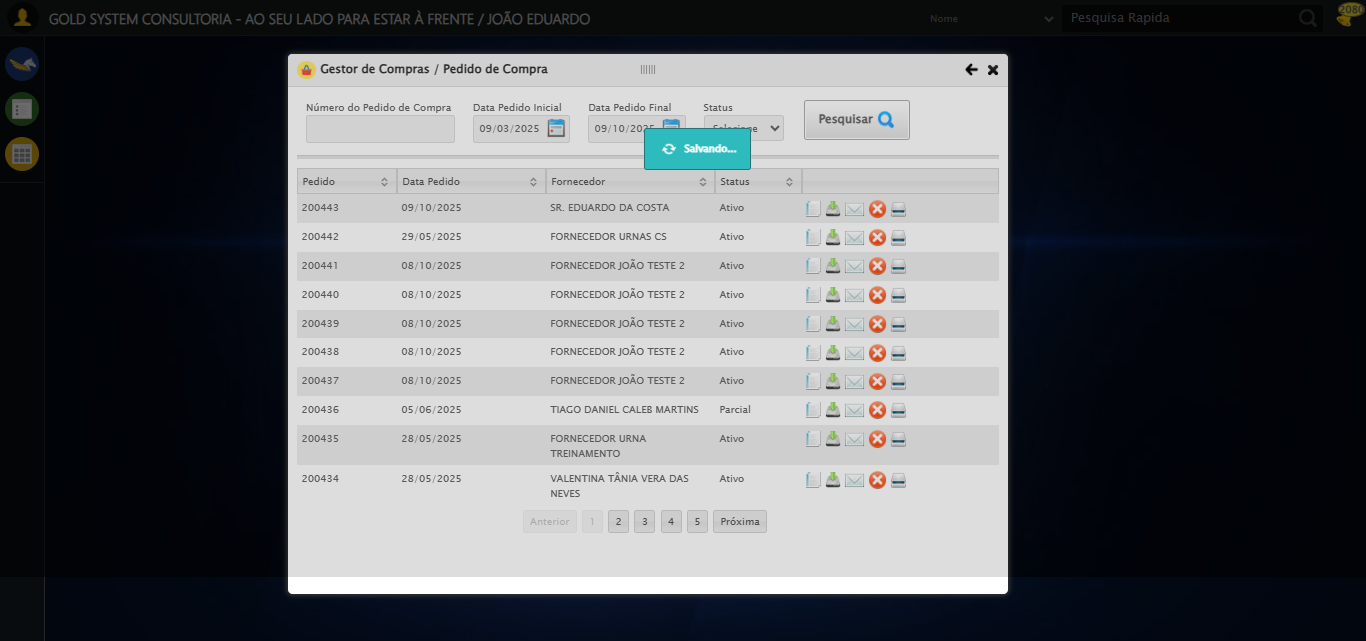 GOLD SYSTEM CONSULTORIA - AO SEU LADO PARA ESTAR À FRENTE / JOÃO EDUARDO
Nome
Pesquisa Rapida
2080
Gestor de Compras / Pedido de Compra
Número do Pedido de Compra
Data Pedido Inicial
Data Pedido Final
Status
09/03/2025
09/10/2025
Selecione
Pesquisar
Salvando...
Pedido Data Pedido Fornecedor Status
200443 09/10/2025 SR. EDUARDO DA COSTA Ativo
200442 29/05/2025 FORNECEDOR URNAS CS Ativo
200441 08/10/2025 FORNECEDOR JOÃO TESTE 2 Ativo
200440 08/10/2025 FORNECEDOR JOÃO TESTE 2 Ativo
200439 08/10/2025 FORNECEDOR JOÃO TESTE 2 Ativo
200438 08/10/2025 FORNECEDOR JOÃO TESTE 2 Ativo
200437 08/10/2025 FORNECEDOR JOÃO TESTE 2 Ativo
200436 05/06/2025 TIAGO DANIEL CALEB MARTINS Parcial
200435 28/05/2025 FORNECEDOR URNA Ativo
TREINAMENTO
200434 28/05/2025 VALENTINA TÂNIA VERA DAS Ativo
NEVES
Anterior 1 2 3 4 5 Próxima